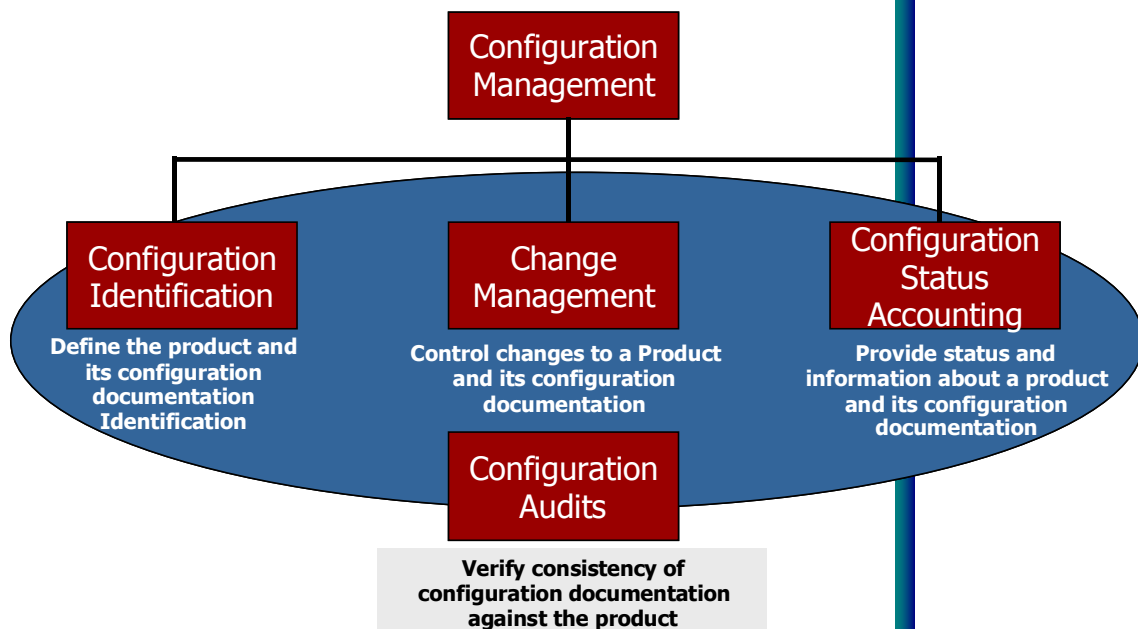 Configuration
Management
Configuration
Identification
Define the product and
its configuration
documentation
Identification
Change
Management
Control changes to a Product
and its configuration
documentation
Configuration
Status
Accounting
Provide status and
information about a product
and its configuration
documentation
Configuration
Audits
Verify consistency of
configuration documentation
against the product